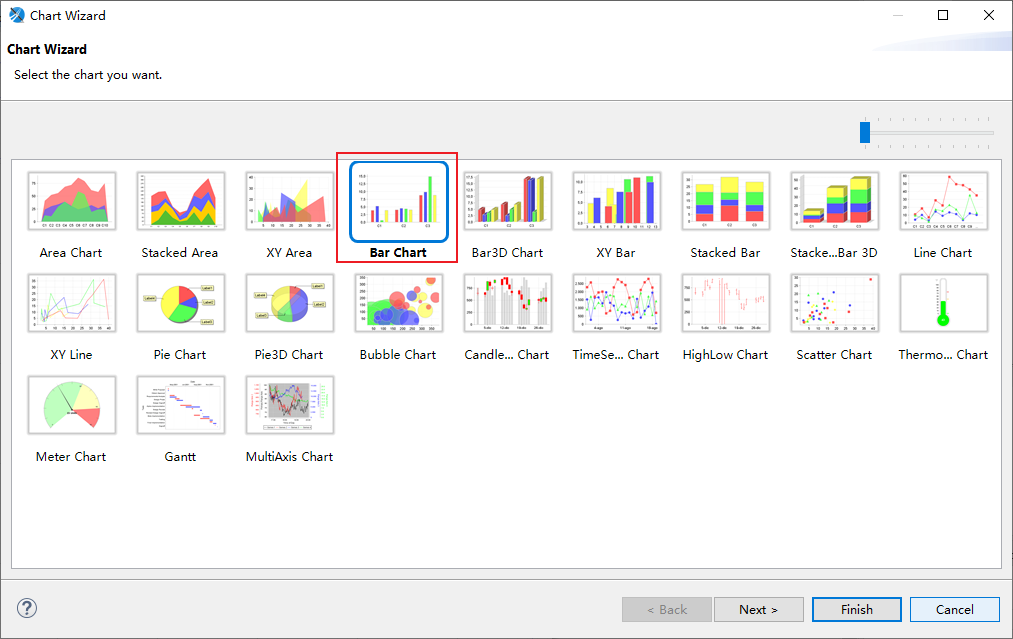 Chart Wizard
Chart Wizard
Select the chart you want.
Area Chart
Stacked Area
XY Area
Bar Chart
Bar3D Chart
XY Bar
Stacked Bar
Stacke...Bar 3D
Line Chart
XY Line
Pie Chart
Pie3D Chart
Bubble Chart
Candle... Chart
TimeSe... Chart
HighLow Chart
Scatter Chart
Thermo... Chart
Meter Chart
Gantt
MultiAxis Chart
?
< Back
Next >
Finish
Cancel